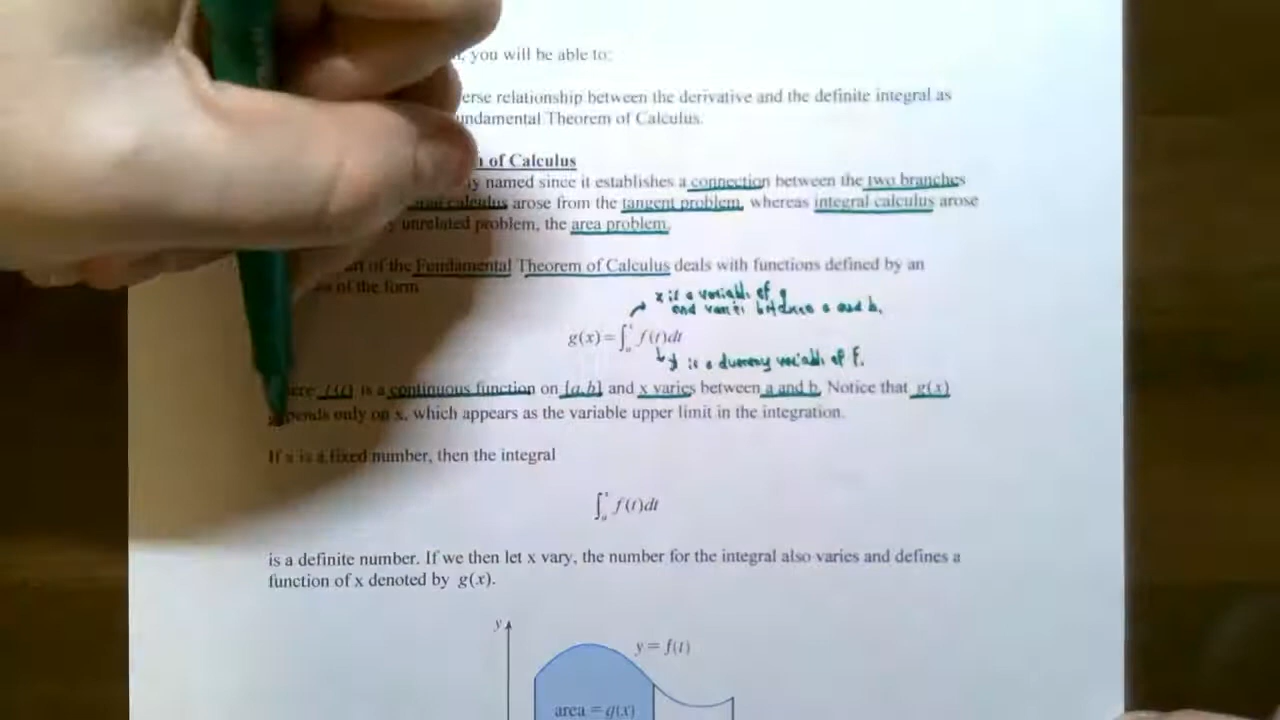 you will be able to:
erse relationship between the derivative and the definite integral as
undamental Theorem of Calculus.
of Calculus
named since it establishes a connection between the two branches
calculus arose from the tangent problem, whereas integral calculus arose
unrelated problem, the area problem.
of the Fundamental Theorem of Calculus deals with functions defined by an
of the form
x is a variable of g
and varies between a and b.
g(x) = ∫ₐˣ f(t)dt
t is a dummy variable of f.
ere f(t) is a continuous function on [a,b] and x varies between a and b. Notice that g(x)
pends only on x, which appears as the variable upper limit in the integration.
If x is a fixed number, then the integral
∫ₐˣ f(t)dt
is a definite number. If we then let x vary, the number for the integral also varies and defines a
function of x denoted by g(x).
y
y = f(t)
area = g(x)